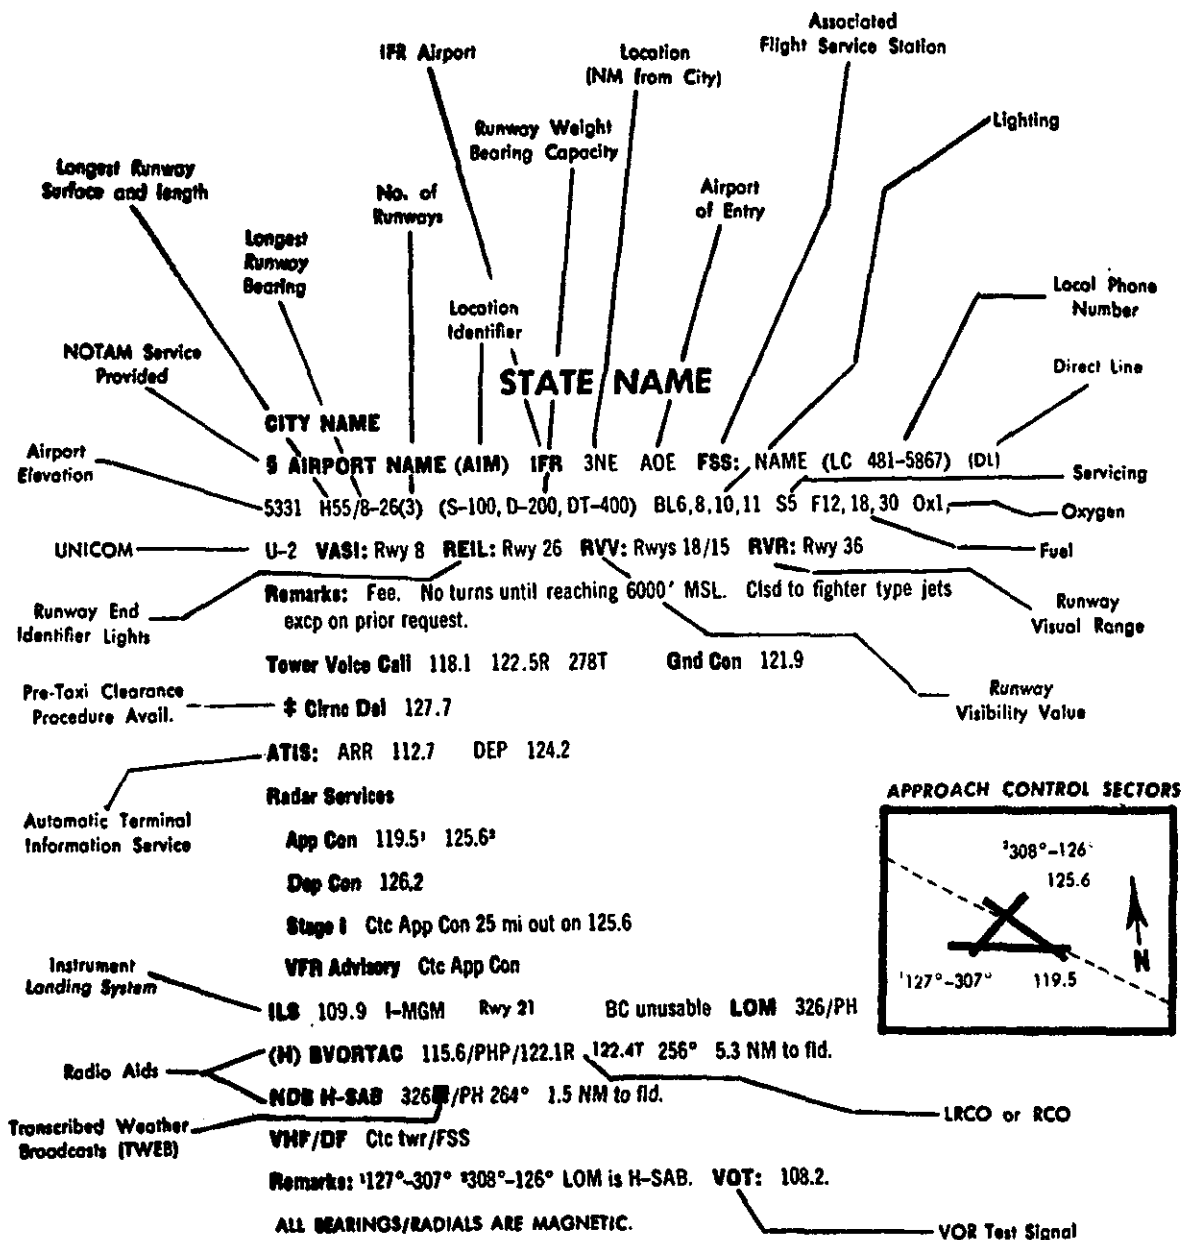 Associated
Flight Service Station
IFR Airport
Location
(NM from City)
Runway Weight
Bearing Capacity
Lighting
Longest Runway
Surface and length
No. of
Runways
Airport
of Entry
Longest
Runway
Bearing
Location
Identifier
Local Phone
Number
NOTAM Service
Provided
STATE NAME
Direct Line
CITY NAME
Airport
Elevation
§ AIRPORT NAME (AIM) IFR 3NE AOE FSS: NAME (LC 481-5867) (DL)
Servicing
5331 H55/8-26(3) (S-100, D-200, DT-400) BL6,8,10,11 S5 F12,18,30 Ox1,
Oxygen
UNICOM
U-2 VASI: Rwy 8 REIL: Rwy 26 RVV: Rwys 18/15 RVR: Rwy 36
Fuel
Remarks: Fee. No turns until reaching 6000' MSL. Clsd to fighter type jets
excp on prior request.
Runway End
Identifier Lights
Runway
Visual Range
Tower Voice Call 118.1 122.5R 278T Gnd Con 121.9
Pre-Taxi Clearance
Procedure Avail.
‡ Clrnc Del 127.7
Runway
Visibility Value
ATIS: ARR 112.7 DEP 124.2
Radar Services
Automatic Terminal
Information Service
APPROACH CONTROL SECTORS
App Con 119.5¹ 125.6²
²308°-126°
125.6
Dep Con 126.2
Stage I Ctc App Con 25 mi out on 125.6
N
VFR Advisory Ctc App Con
¹127°-307° 119.5
Instrument
Landing System
ILS 109.9 I-MGM Rwy 21 BC unusable LOM 326/PH
(H) BVORTAC 115.6/PHP/122.1R 122.4T 256° 5.3 NM to fld.
Radio Aids
NDB H-SAB 326/PH 264° 1.5 NM to fld.
LRCO or RCO
Transcribed Weather
Broadcasts (TWEB)
VHF/DF Ctc twr/FSS
Remarks: ¹127°-307° ²308°-126° LOM is H-SAB. VOT: 108.2.
ALL BEARINGS/RADIALS ARE MAGNETIC.
VOR Test Signal